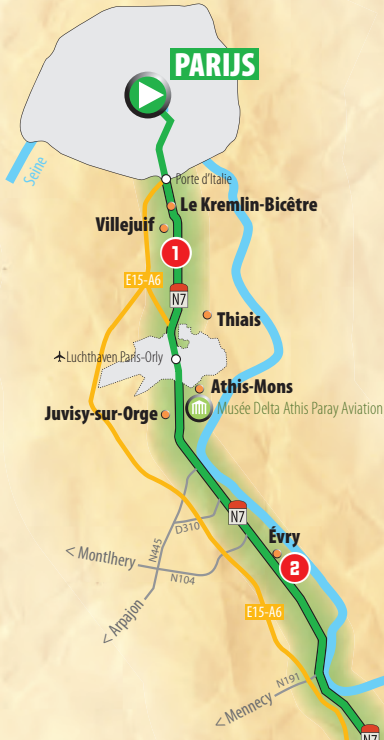 PARIJS
Seine
Porte d'Italie
Le Kremlin-Bicêtre
Villejuif
1
E15-A6
N7
Thiais
Luchthaven Paris-Orly
Athis-Mons
Musée Delta Athis Paray Aviation
Juvisy-sur-Orge
N7
D310
Évry
2
< Montlhery
N445
N104
< Arpajon
E15-A6
N191
< Mennecy
N7